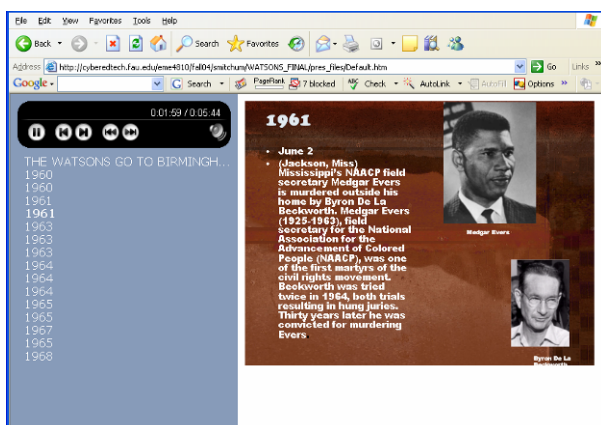 File Edit View Favorites Tools Help
Back Search Favorites
Address http://cyberedtech.fau.edu/eme4810/fall04/smitchum/WATSONS_FINAL/pres_files/Default.htm Go Links »
Google Search PageRank 7 blocked Check AutoLink AutoFill Options »
0:01:59 / 0:05:44
THE WATSONS GO TO BIRMINGH...
1960
1960
1961
1961
1963
1963
1963
1964
1964
1964
1965
1965
1967
1965
1968
1961
• June 2
• (Jackson, Miss)
Mississippi's NAACP field
secretary Medgar Evers
is murdered outside his
home by Byron De La
Beckworth. Medgar Evers
(1925-1963), field
secretary for the National
Association for the
Advancement of Colored
People (NAACP), was one
of the first martyrs of the
civil rights movement.
Beckworth was tried
twice in 1964, both trials
resulting in hung juries.
Thirty years later he was
convicted for murdering
Evers.
Medgar Evers
Byron De La
Beckworth